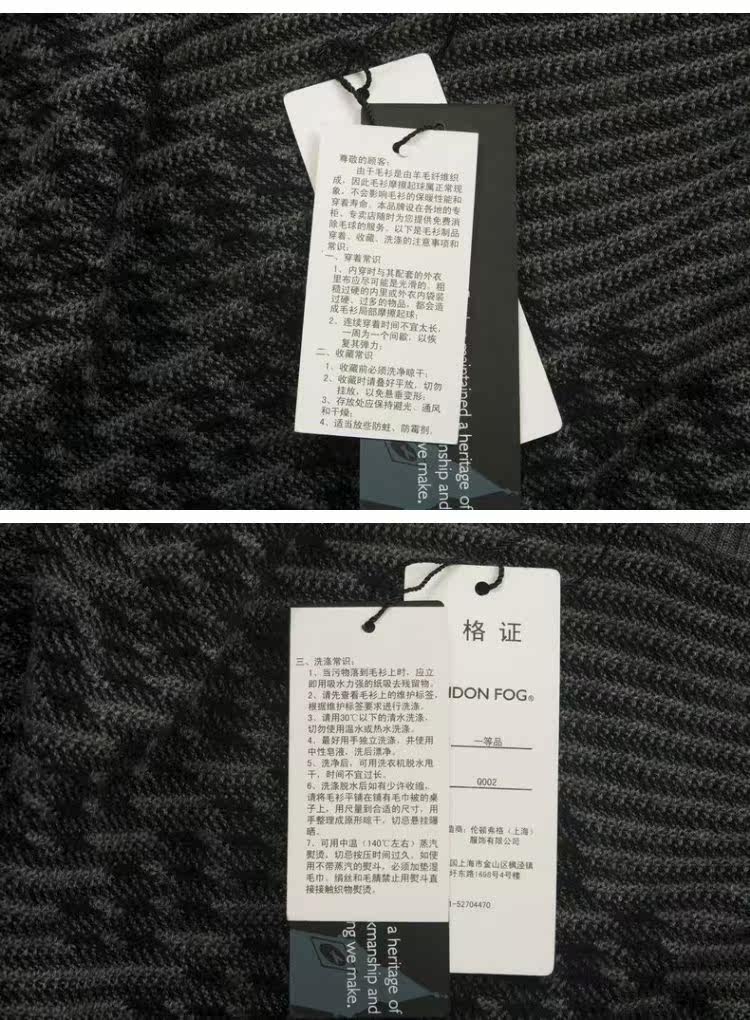 尊敬的顾客：
由于毛衫是由羊毛纤维织
成，因此毛衫摩擦起球属正常现
象，不会影响毛衫的保暖性能和
穿着寿命。本品牌设在各地的专
柜、专卖店随时为您提供免费消
除毛球的服务。以下是毛衫制品
穿着、收藏、洗涤的注意事项和
常识：
一、穿着常识
1、内穿时与其配套的外衣
里布应尽可能是光滑的。粗
糙过硬的内里或外衣内袋装
过硬、过多的物品，都会造
成毛衫局部摩擦起球；
2、连续穿着时间不宜太长，
一周为一个间歇，以恢
复其弹力；
二、收藏常识
1、收藏前必须洗净晾干；
2、收藏时请叠好平放，切勿
挂放，以免悬垂变形；
3、存放处应保持避光、通风
和干燥；
4、适当放些防蛀、防霉剂。
maintained a heritage of
manship and
we make.
三、洗涤常识：
1、当污物落到毛衫上时，应立
即用吸水力强的纸吸去残留物。
2、请先查看毛衫上的维护标签，
根据维护标签要求进行洗涤。
3、请用30℃以下的清水洗涤，
切勿使用温水或热水洗涤。
4、最好用手独立洗涤，并使用
中性皂液，洗后漂净。
5、洗净后，可用洗衣机脱水甩
干，时间不宜过长。
6、洗涤脱水后如有少许收缩，
请将毛衫平铺在铺有毛巾被的桌
子上，用尺量到合适的尺寸，用
手整理成原形晾干，切忌悬挂曝
晒。
7、可用中温（140℃左右）蒸汽
熨烫，切忌按压时间过久。如使
用不带蒸汽的熨斗，必须加垫湿
毛巾。绢丝和毛腈禁止用熨斗直
接接触织物熨烫。
a heritage of
kmanship and
ng we make.
格 证
NDON FOG®
一等品
Q002
造商：伦顿弗格（上海）
服饰有限公司
国上海市金山区枫泾镇
圩东路1698号4号楼
1-52704470